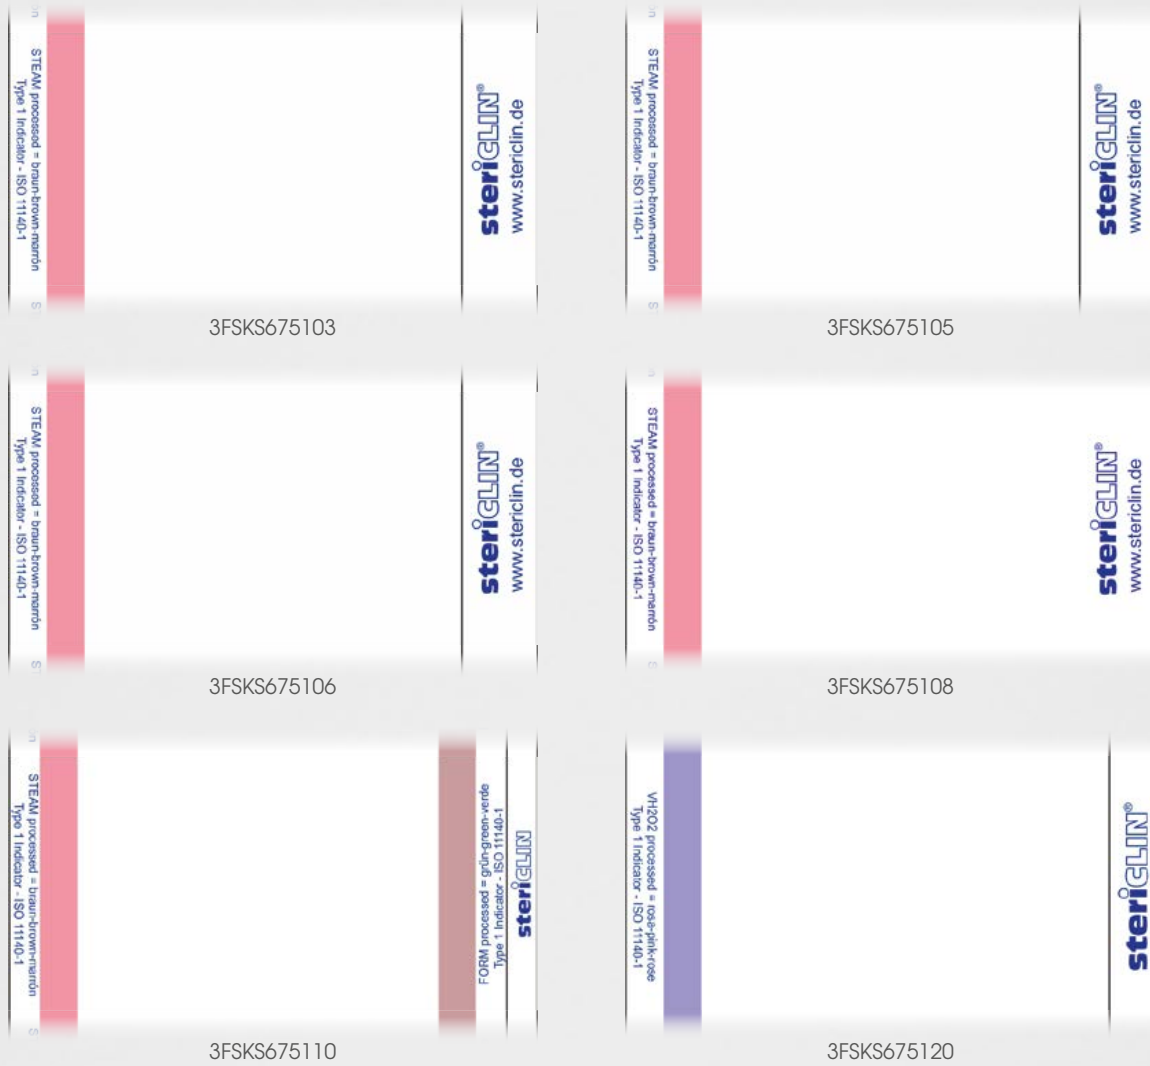 STEAM processed = braun-brown-marrón
Type 1 Indicator - ISO 11140-1
stericlin®
www.stericlin.de
3FSKS675103
STEAM processed = braun-brown-marrón
Type 1 Indicator - ISO 11140-1
steriCLIN®
www.stericlin.de
3FSKS675105
STEAM processed = braun-brown-marrón
Type 1 Indicator - ISO 11140-1
steriCLIN®
www.stericlin.de
3FSKS675106
STEAM processed = braun-brown-marrón
Type 1 Indicator - ISO 11140-1
steriCLIN®
www.stericlin.de
3FSKS675108
STEAM processed = braun-brown-marrón
Type 1 Indicator - ISO 11140-1
FORM processed = grün-green-verde
Type 1 Indicator - ISO 11140-1
steriCLIN
3FSKS675110
VH2O2 processed = rosa-pink-rose
Type 1 Indicator - ISO 11140-1
steriCLIN®
3FSKS675120